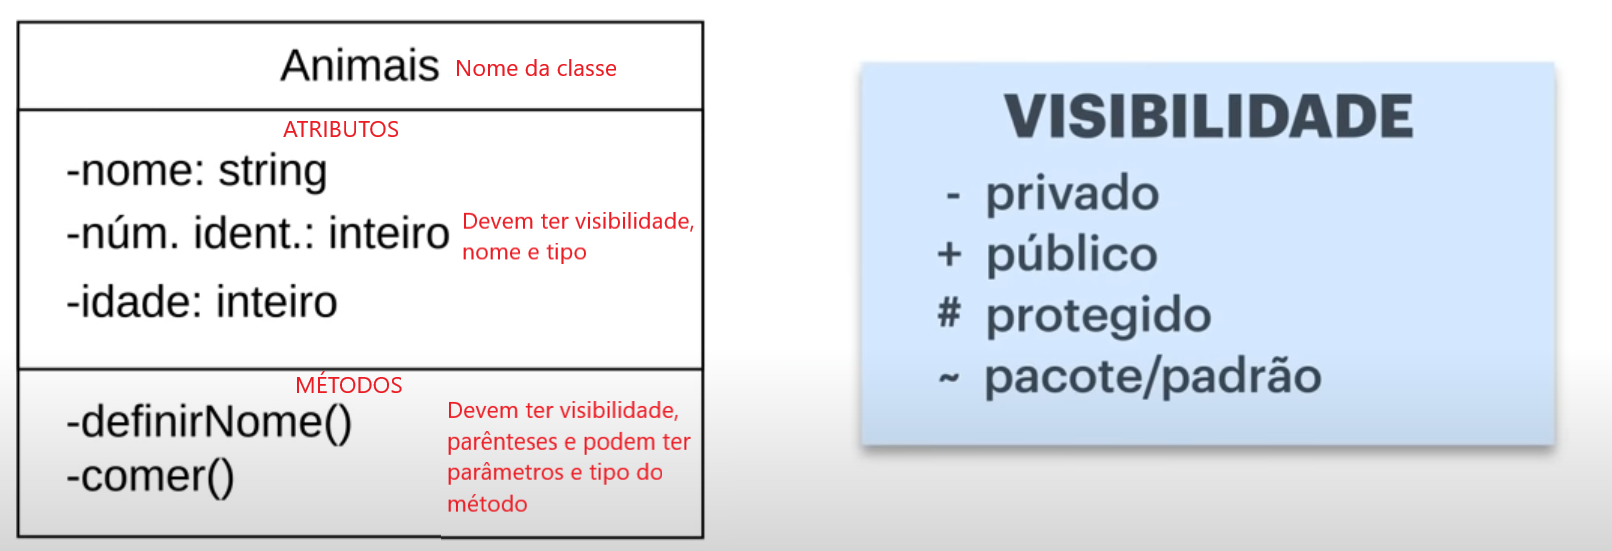 Animais Nome da classe
ATRIBUTOS
-nome: string
-núm. ident.: inteiro
Devem ter visibilidade,
nome e tipo
-idade: inteiro
MÉTODOS
-definirNome()
-comer()
Devem ter visibilidade,
parênteses e podem ter
parâmetros e tipo do
método
VISIBILIDADE
- privado
+ público
# protegido
~ pacote/padrão